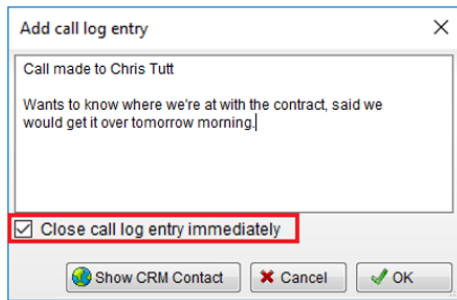 Add call log entry
Call made to Chris Tutt
Wants to know where we're at with the contract, said we
would get it over tomorrow morning.
Close call log entry immediately
Show CRM Contact
Cancel
OK